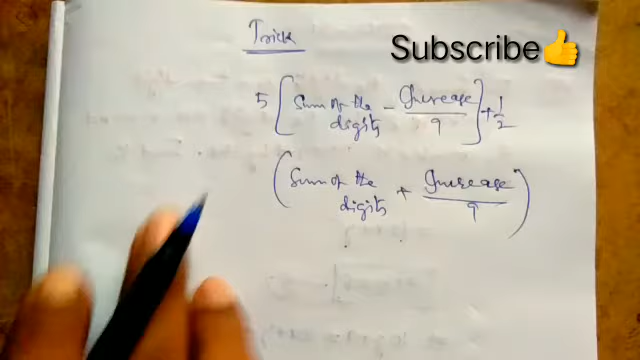 Trick
Subscribe👍
5 [ Sum of the digits - Increase/9 ] + 1/2
( Sum of the digits + Increase/9 )